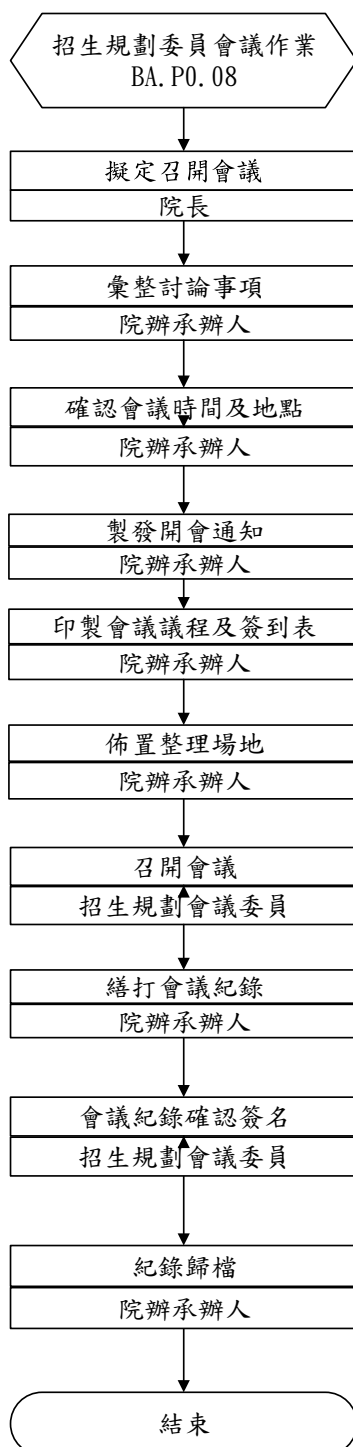 招生規劃委員會議作業
BA.P0.08
擬定召開會議
院長
彙整討論事項
院辦承辦人
確認會議時間及地點
院辦承辦人
製發開會通知
院辦承辦人
印製會議議程及簽到表
院辦承辦人
佈置整理場地
院辦承辦人
召開會議
招生規劃會議委員
繕打會議紀錄
院辦承辦人
會議紀錄確認簽名
招生規劃會議委員
紀錄歸檔
院辦承辦人
結束